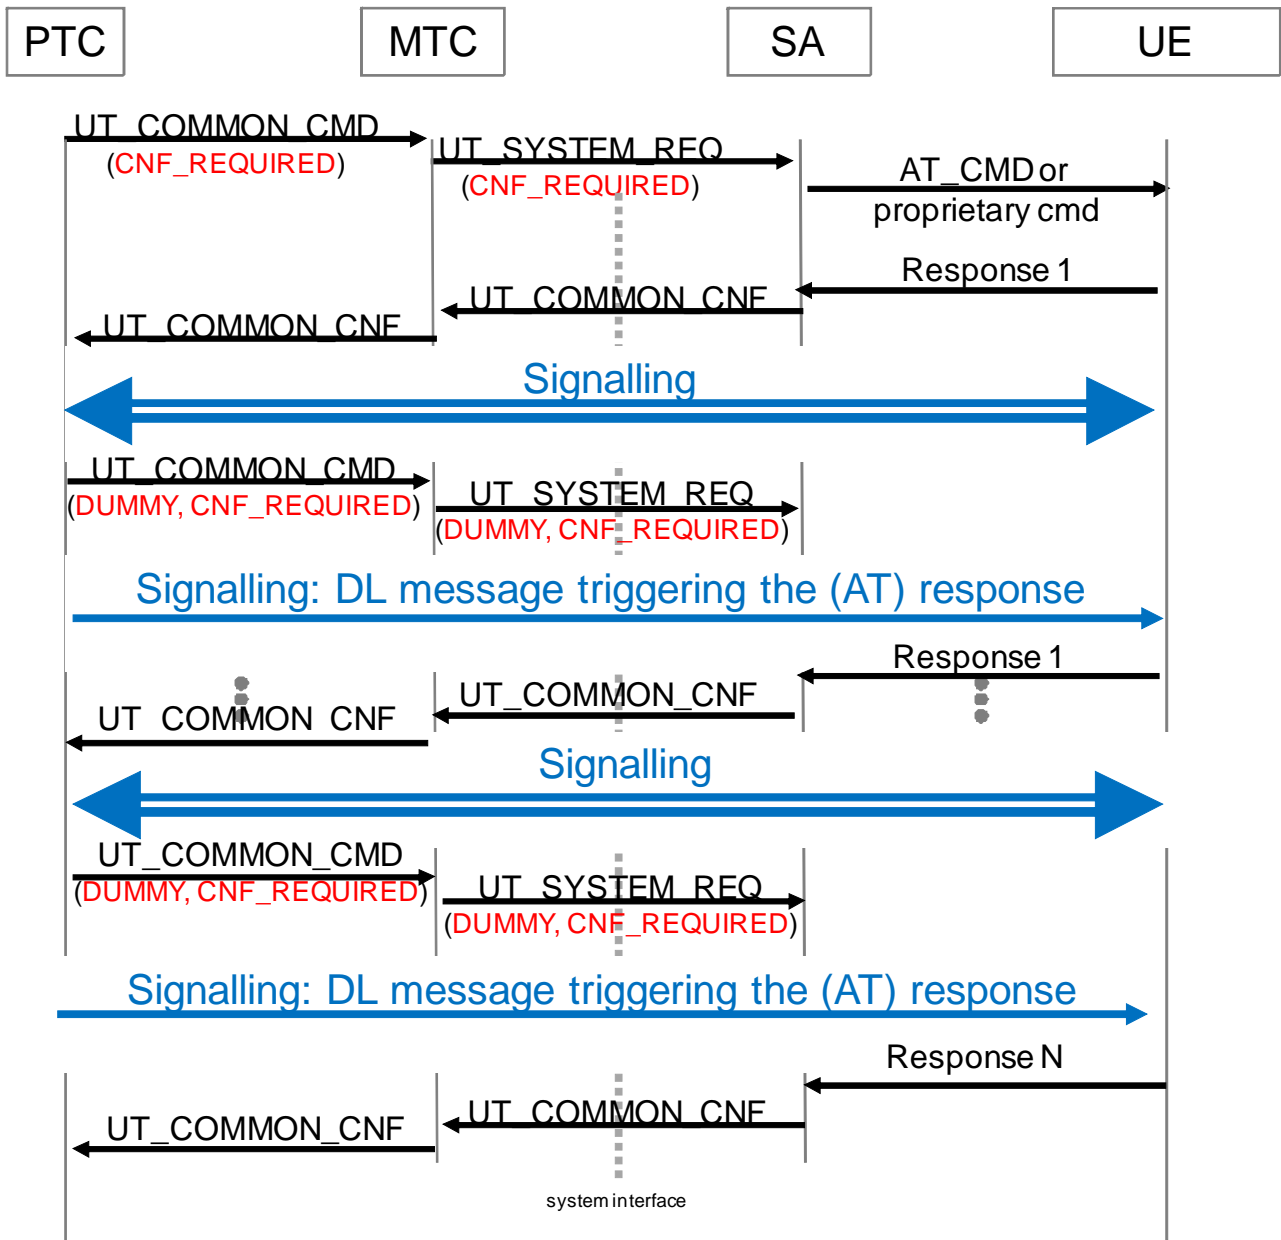 PTC
MTC
SA
UE
UT_COMMON_CMD
(CNF_REQUIRED)
UT_SYSTEM_REQ
(CNF_REQUIRED)
AT_CMD or
proprietary cmd
Response 1
UT_COMMON_CNF
UT_COMMON_CNF
Signalling
UT_COMMON_CMD
(DUMMY, CNF_REQUIRED)
UT_SYSTEM_REQ
(DUMMY, CNF_REQUIRED)
Signalling: DL message triggering the (AT) response
Response 1
UT_COMMON_CNF
UT_COMMON_CNF
Signalling
UT_COMMON_CMD
(DUMMY, CNF_REQUIRED)
UT_SYSTEM_REQ
(DUMMY, CNF_REQUIRED)
Signalling: DL message triggering the (AT) response
Response N
UT_COMMON_CNF
UT_COMMON_CNF
system interface